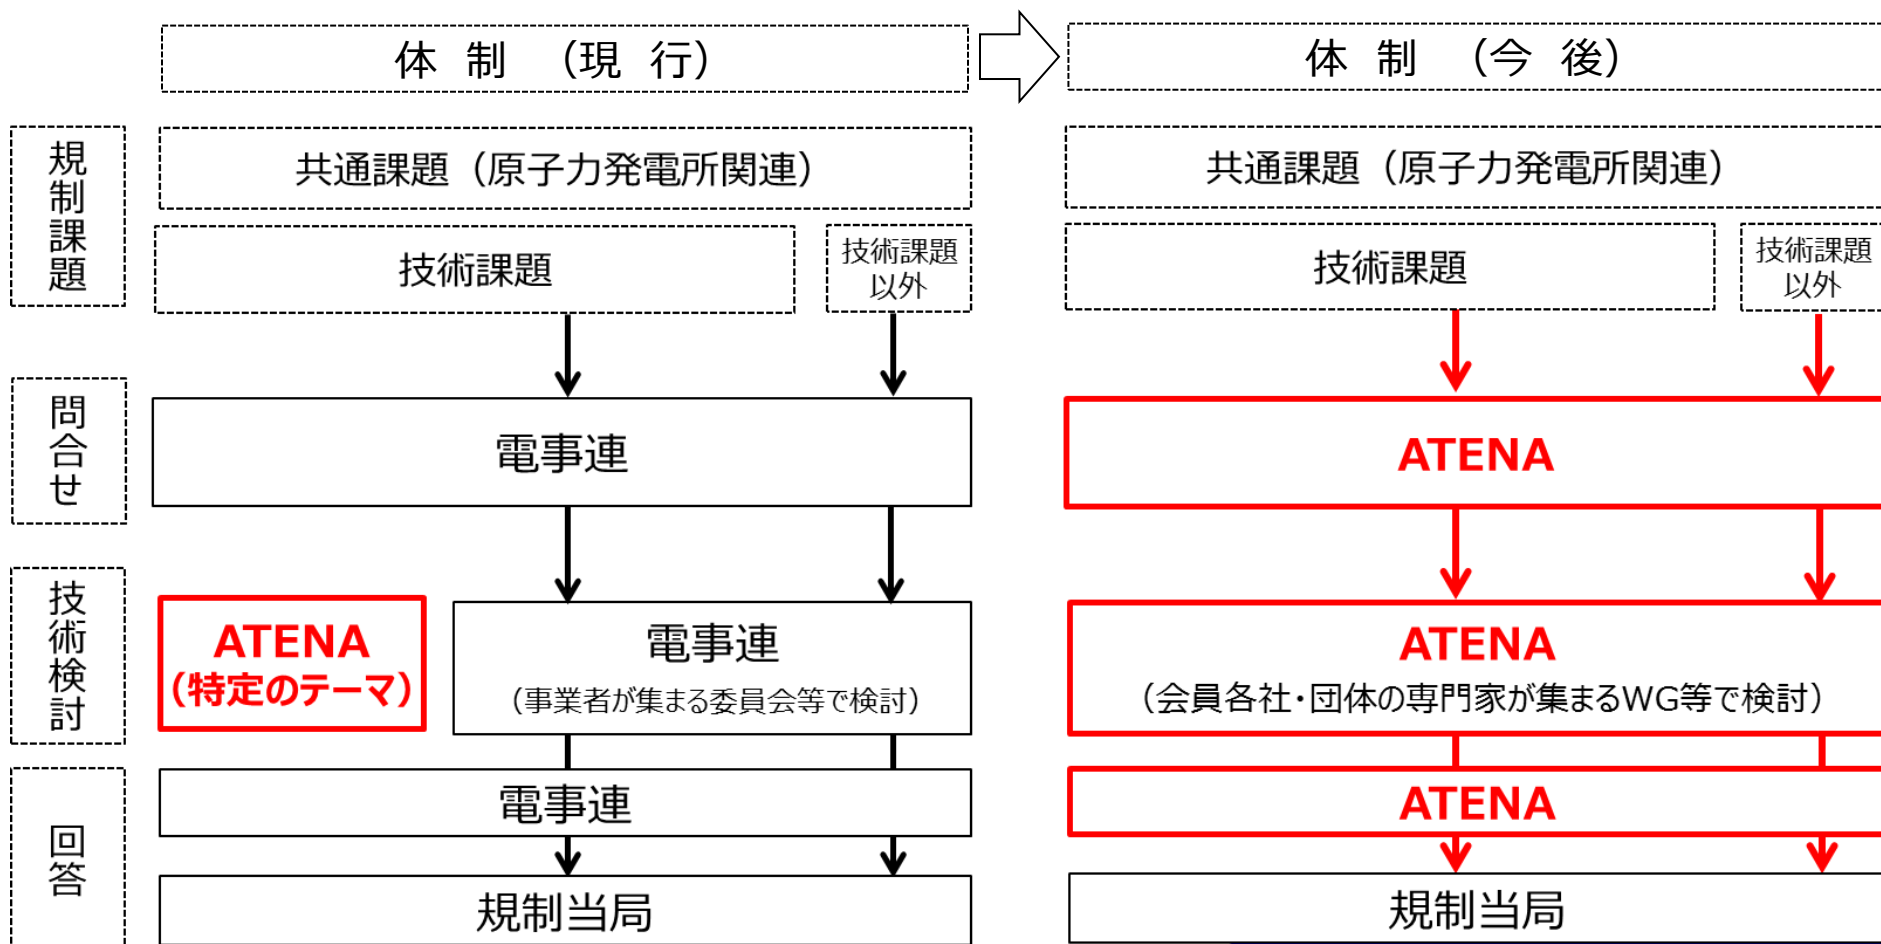 体 制 （現 行）
体 制 （今 後）
規制課題
共通課題（原子力発電所関連）
技術課題
技術課題
以外
共通課題（原子力発電所関連）
技術課題
技術課題
以外
問合せ
電事連
ATENA
技術検討
ATENA
（特定のテーマ）
電事連
（事業者が集まる委員会等で検討）
ATENA
（会員各社・団体の専門家が集まるWG等で検討）
回答
電事連
規制当局
ATENA
規制当局